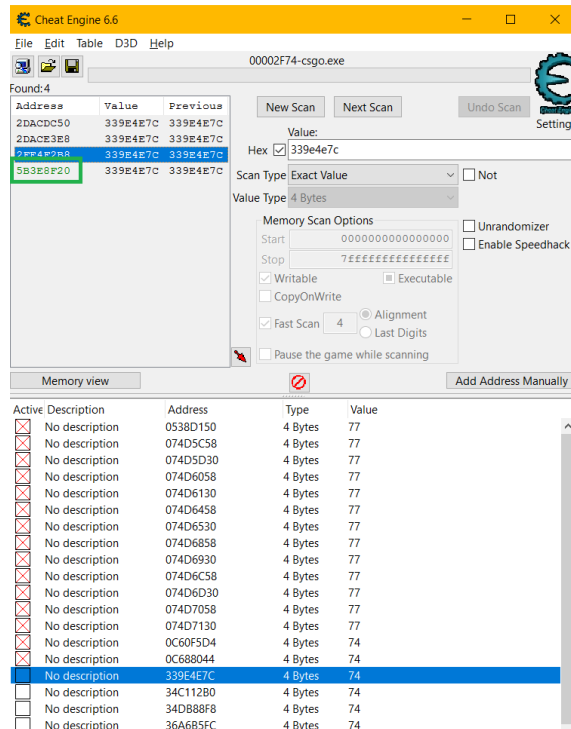 Cheat Engine 6.6
File Edit Table D3D Help
00002F74-csgo.exe
Found:4
Address Value Previous
2DACDC50 339E4E7C 339E4E7C
2DACE3E8 339E4E7C 339E4E7C
2FF4F2B8 339E4E7C 339E4E7C
5B3E8F20 339E4E7C 339E4E7C
New Scan Next Scan Undo Scan
Settings
Value:
Hex 339e4e7c
Scan Type Exact Value Not
Value Type 4 Bytes
Memory Scan Options
Unrandomizer
Start 0000000000000000
Enable Speedhack
Stop 7fffffffffffffff
Writable Executable
CopyOnWrite
Fast Scan 4 Alignment
Last Digits
Pause the game while scanning
Memory view Add Address Manually
Active Description Address Type Value
No description 0538D150 4 Bytes 77
No description 074D5C58 4 Bytes 77
No description 074D5D30 4 Bytes 77
No description 074D6058 4 Bytes 77
No description 074D6130 4 Bytes 77
No description 074D6458 4 Bytes 77
No description 074D6530 4 Bytes 77
No description 074D6858 4 Bytes 77
No description 074D6930 4 Bytes 77
No description 074D6C58 4 Bytes 77
No description 074D6D30 4 Bytes 77
No description 074D7058 4 Bytes 77
No description 074D7130 4 Bytes 77
No description 0C60F5D4 4 Bytes 74
No description 0C688044 4 Bytes 74
No description 339E4E7C 4 Bytes 74
No description 34C112B0 4 Bytes 74
No description 34DB88F8 4 Bytes 74
No description 36A6B5FC 4 Bytes 74